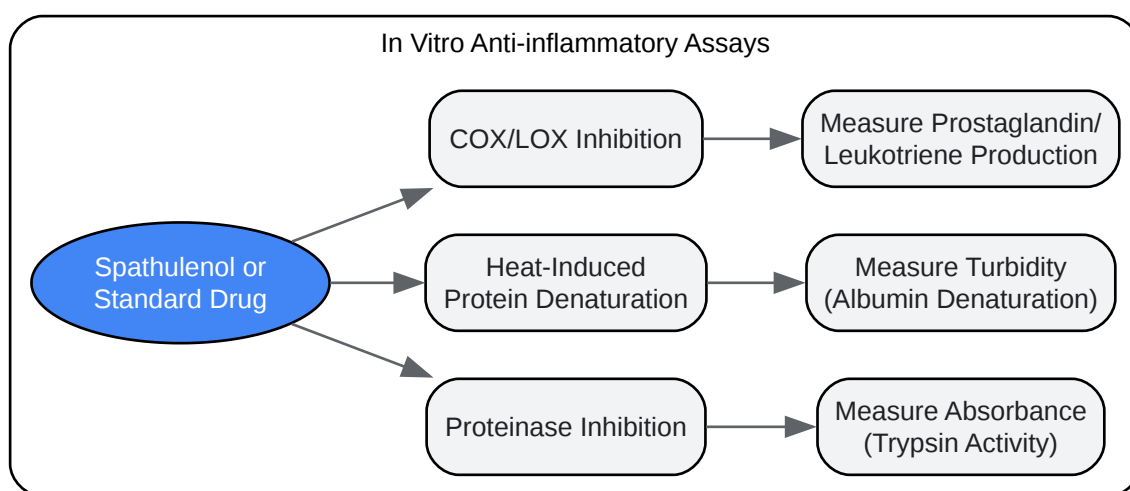 In Vitro Anti-inflammatory Assays
COX/LOX Inhibition
Measure Prostaglandin/
Leukotriene Production
Spathulenol or
Standard Drug
Heat-Induced
Protein Denaturation
Measure Turbidity
(Albumin Denaturation)
Proteinase Inhibition
Measure Absorbance
(Trypsin Activity)